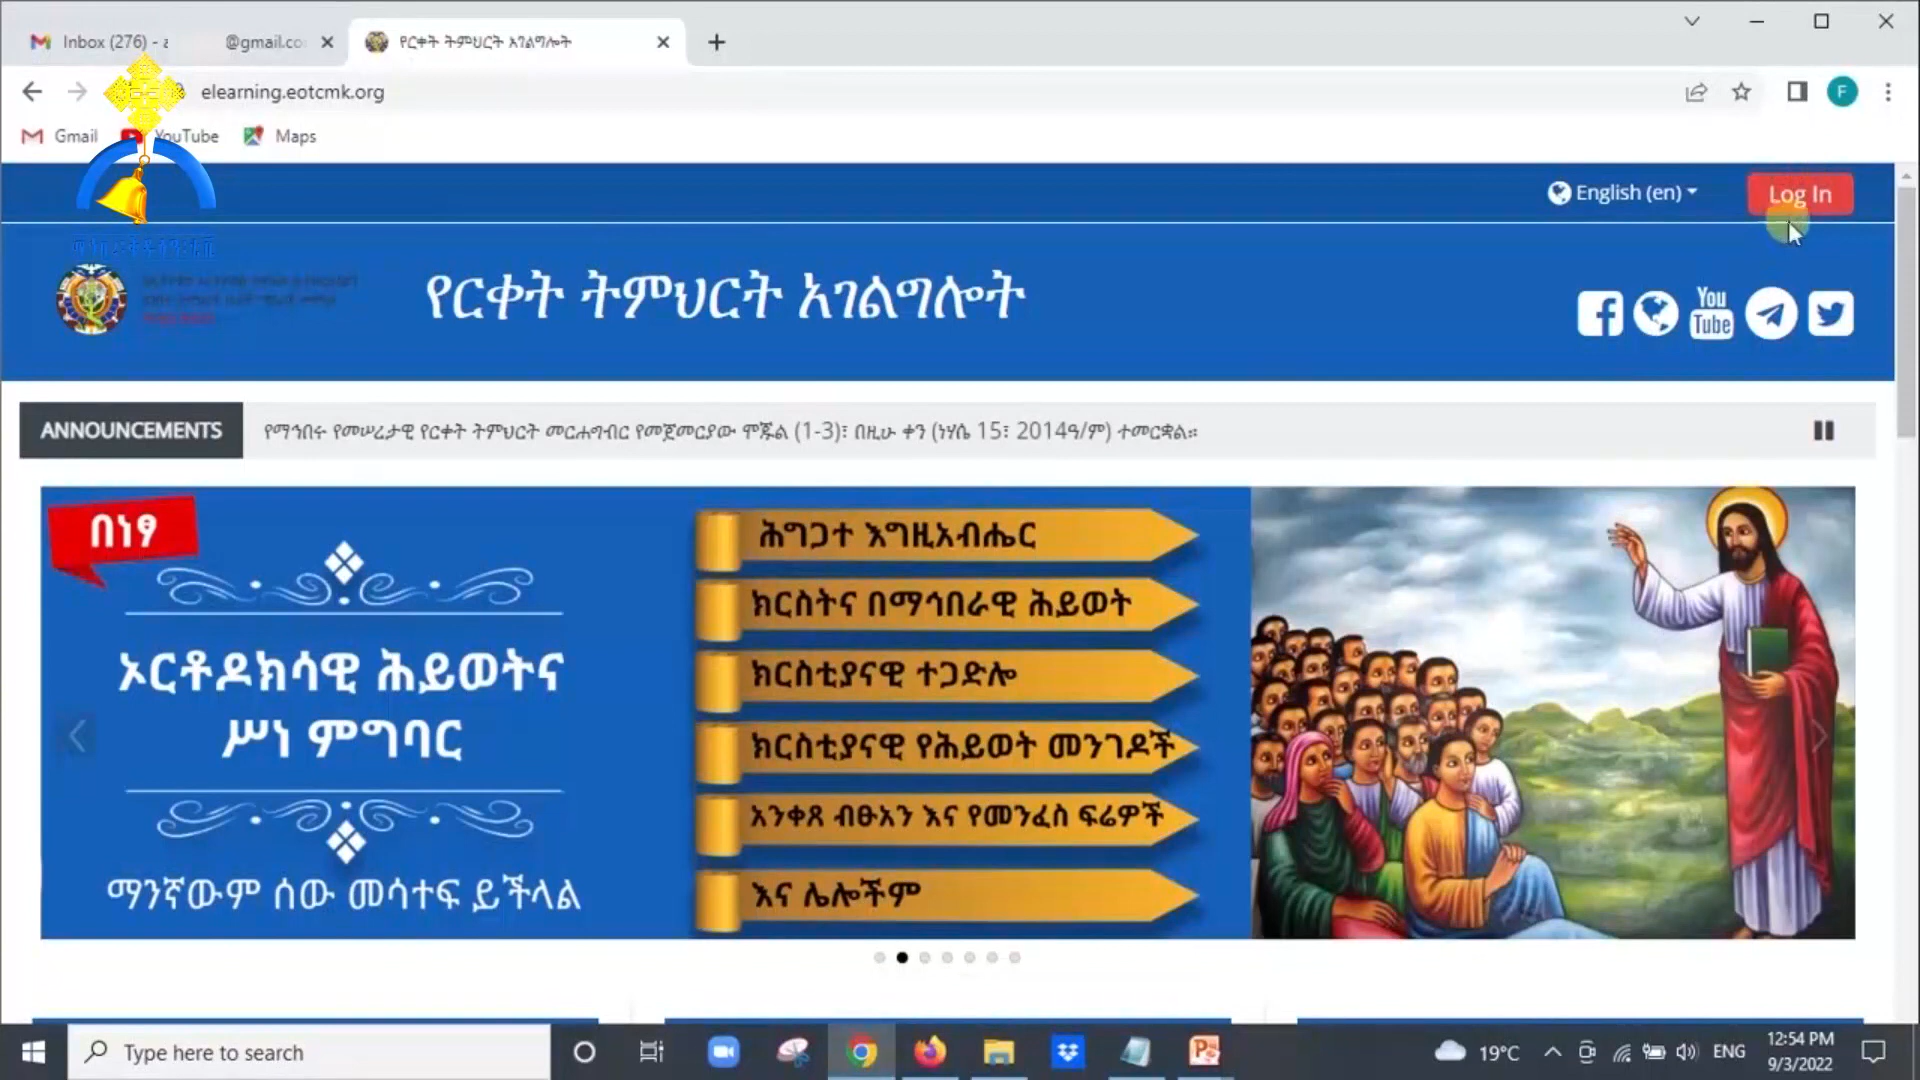 Inbox (276) - @gmail.co
የርቀት ትምህርት አገልግሎት
elearning.eotcmk.org
Gmail YouTube Maps
English (en) Log In
የርቀት ትምህርት አገልግሎት
You
Tube
ANNOUNCEMENTS
የማኅበሩ የመሠረታዊ የርቀት ትምህርት መርሐግብር የመጀመርያው ሞጁል (1-3)፣ በዚሁ ቀን (ነሃሴ 15፣ 2014ዓ/ም) ተመርቋል።
በነፃ
ኦርቶዶክሳዊ ሕይወትና
ሥነ ምግባር
ማንኛውም ሰው መሳተፍ ይችላል
ሕግጋተ እግዚአብሔር
ክርስትና በማኅበራዊ ሕይወት
ክርስቲያናዊ ተጋድሎ
ክርስቲያናዊ የሕይወት መንገዶች
አንቀጸ ብፁአን እና የመንፈስ ፍሬዎች
እና ሌሎችም
Type here to search
19°C
ENG
12:54 PM
9/3/2022